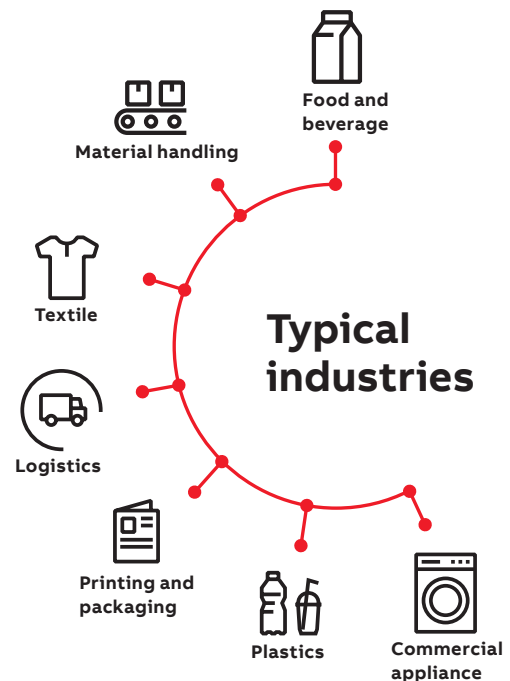 Food and
beverage
Material handling
Textile
Typical
industries
Logistics
Printing and
packaging
Plastics
Commercial
appliance